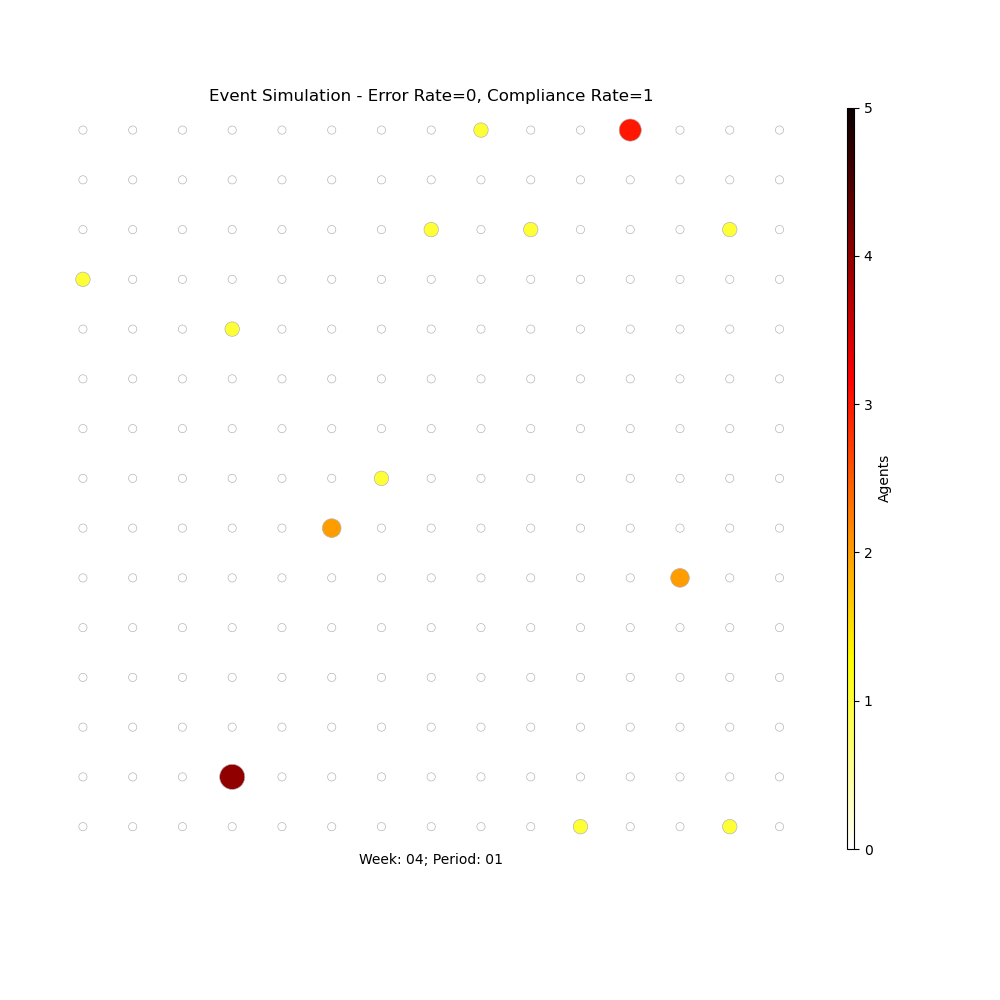 Event Simulation - Error Rate=0, Compliance Rate=1
5
4
3
2
1
0
Agents
Week: 04; Period: 01